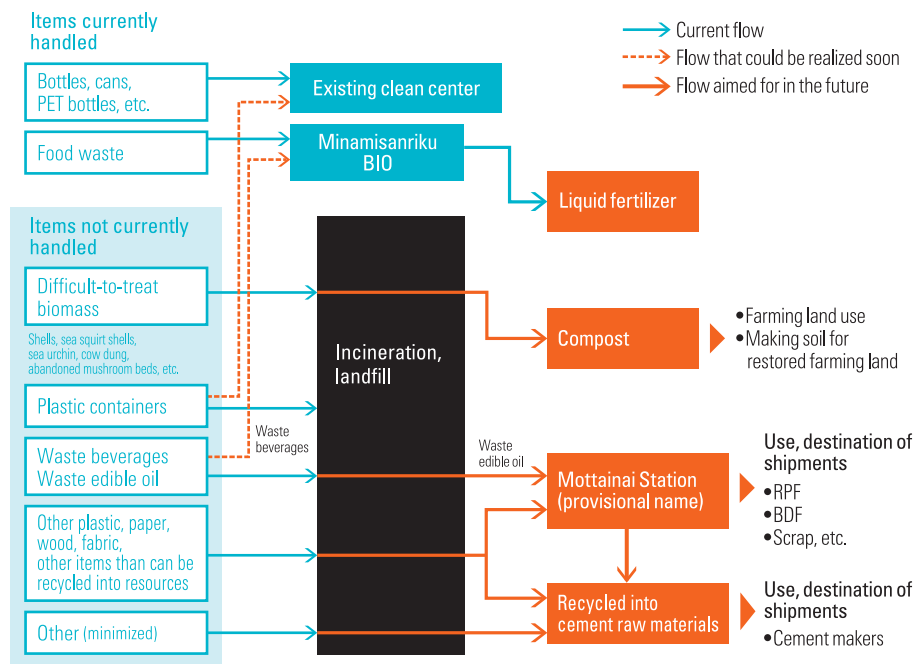 Items currently
handled
Current flow
Flow that could be realized soon
Flow aimed for in the future
Bottles, cans,
PET bottles, etc.
Existing clean center
Food waste
Minamisanriku
BIO
Liquid fertilizer
Items not currently
handled
Difficult-to-treat
biomass
Shells, sea squirt shells,
sea urchin, cow dung,
abandoned mushroom beds, etc.
Incineration,
landfill
Compost
•Farming land use
•Making soil for
restored farming land
Plastic containers
Waste
beverages
Waste beverages
Waste edible oil
Waste
edible oil
Mottainai Station
(provisional name)
Use, destination of
shipments
•RPF
•BDF
•Scrap, etc.
Other plastic, paper,
wood, fabric,
other items than can be
recycled into resources
Recycled into
cement raw materials
Use, destination of
shipments
•Cement makers
Other (minimized)